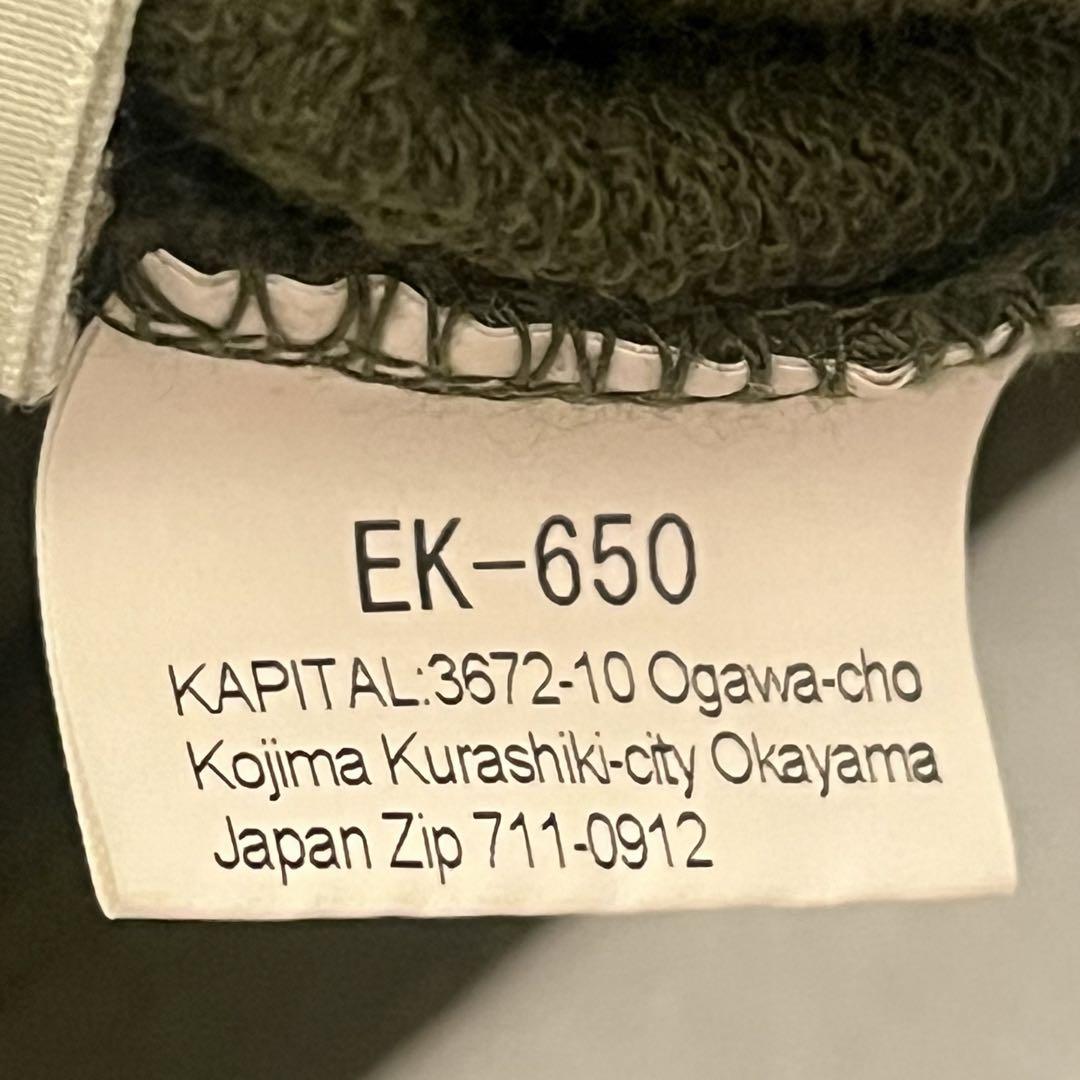 EK-650
KAPITAL:3672-10 Ogawa-cho
Kojima Kurashiki-city Okayama
Japan Zip 711-0912